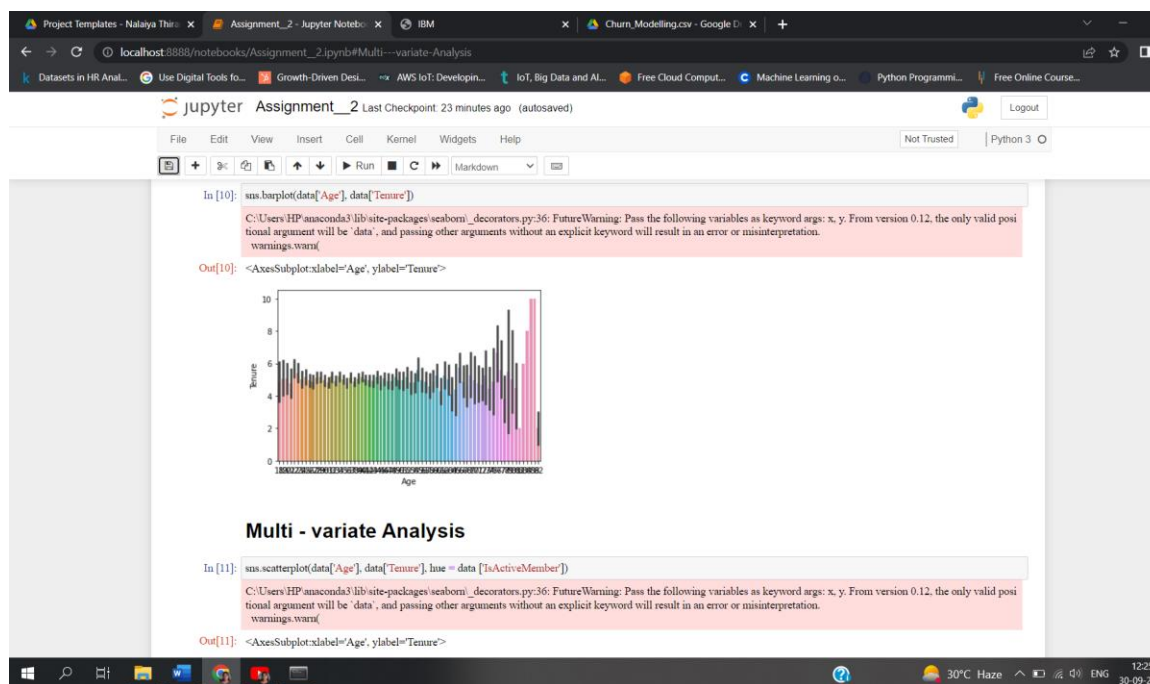 Project Templates - Nalaiya Thira
Assignment_2 - Jupyter Notebo
IBM
Churn_Modelling.csv - Google D
localhost:8888/notebooks/Assignment_2.ipynb#Multi---variate-Analysis
Datasets in HR Anal...
Use Digital Tools fo...
Growth-Driven Desi...
AWS IoT: Developin...
IoT, Big Data and AI...
Free Cloud Comput...
Machine Learning o...
Python Programmi...
Free Online Course...
jupyter Assignment__2 Last Checkpoint: 23 minutes ago (autosaved)
Logout
File Edit View Insert Cell Kernel Widgets Help
Not Trusted
Python 3
Run
Markdown
In [10]: sns.barplot(data['Age'], data['Tenure'])
C:\Users\HP\anaconda3\lib\site-packages\seaborn\_decorators.py:36: FutureWarning: Pass the following variables as keyword args: x, y. From version 0.12, the only valid posi
tional argument will be `data`, and passing other arguments without an explicit keyword will result in an error or misinterpretation.
warnings.warn(
Out[10]: <AxesSubplot:xlabel='Age', ylabel='Tenure'>
10
8
6
4
2
0
Tenure
Age
Multi - variate Analysis
In [11]: sns.scatterplot(data['Age'], data['Tenure'], hue = data ['IsActiveMember'])
C:\Users\HP\anaconda3\lib\site-packages\seaborn\_decorators.py:36: FutureWarning: Pass the following variables as keyword args: x, y. From version 0.12, the only valid posi
tional argument will be `data`, and passing other arguments without an explicit keyword will result in an error or misinterpretation.
warnings.warn(
Out[11]: <AxesSubplot:xlabel='Age', ylabel='Tenure'>
30°C Haze
ENG
12:25
30-09-2